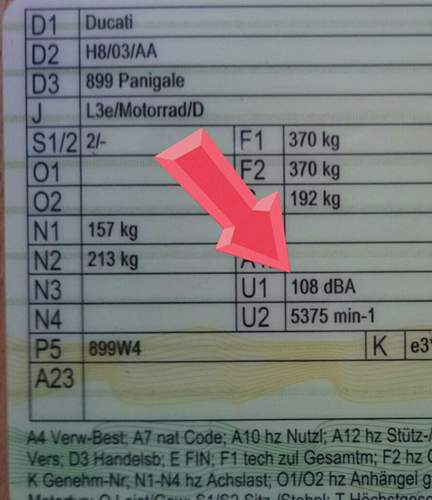 D1 Ducati
D2 H8/03/AA
D3 899 Panigale
J L3e/Motorrad/D
S1/2 2/- F1 370 kg
O1 F2 370 kg
O2 192 kg
N1 157 kg
N2 213 kg
N3 U1 108 dBA
N4 U2 5375 min-1
P5 899W4 K e3*
A23
A4 Verw-Best; A7 nat Code; A10 hz Nutzl; A12 hz Stütz-/
Vers; D3 Handelsb; E FIN; F1 tech zul Gesamtm; F2 hz
K Genehm-Nr; N1-N4 hz Achslast; O1/O2 hz Anhängel